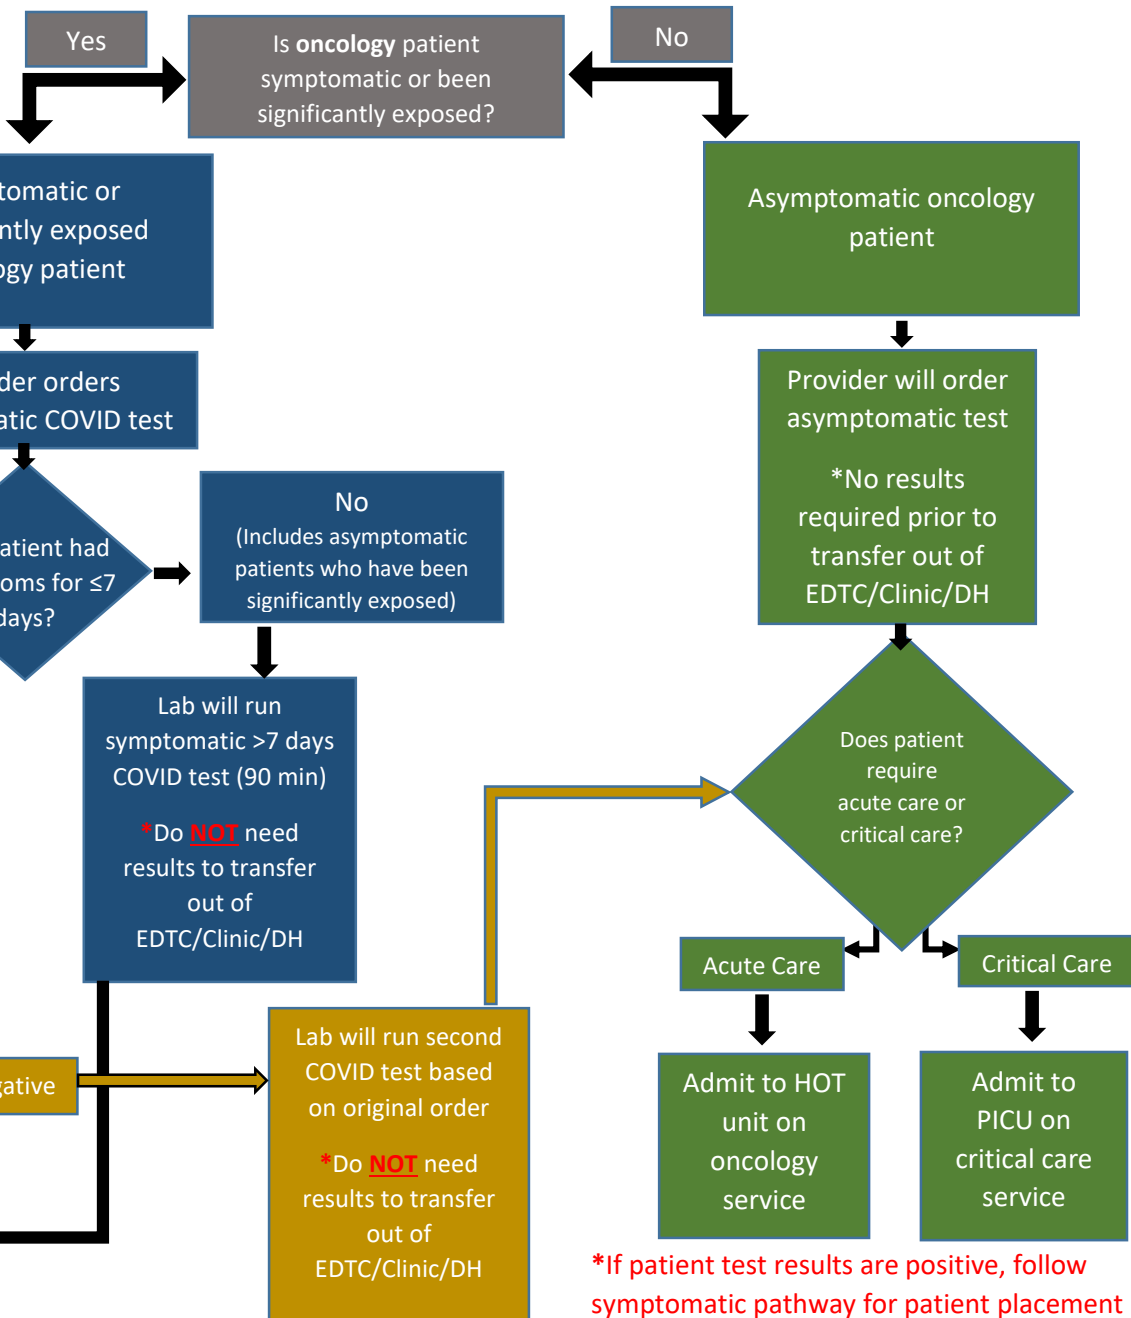 Yes
Is oncology patient
symptomatic or been
significantly exposed?
No
tomatic or
ntly exposed
gy patient
der orders
atic COVID test
atient had
oms for ≤7
days?
No
(Includes asymptomatic
patients who have been
significantly exposed)
Lab will run
symptomatic >7 days
COVID test (90 min)
*Do NOT need
results to transfer
out of
EDTC/Clinic/DH
gative
Lab will run second
COVID test based
on original order
*Do NOT need
results to transfer
out of
EDTC/Clinic/DH
Asymptomatic oncology
patient
Provider will order
asymptomatic test
*No results
required prior to
transfer out of
EDTC/Clinic/DH
Does patient
require
acute care or
critical care?
Acute Care
Critical Care
Admit to HOT
unit on
oncology
service
Admit to
PICU on
critical care
service
*If patient test results are positive, follow
symptomatic pathway for patient placement